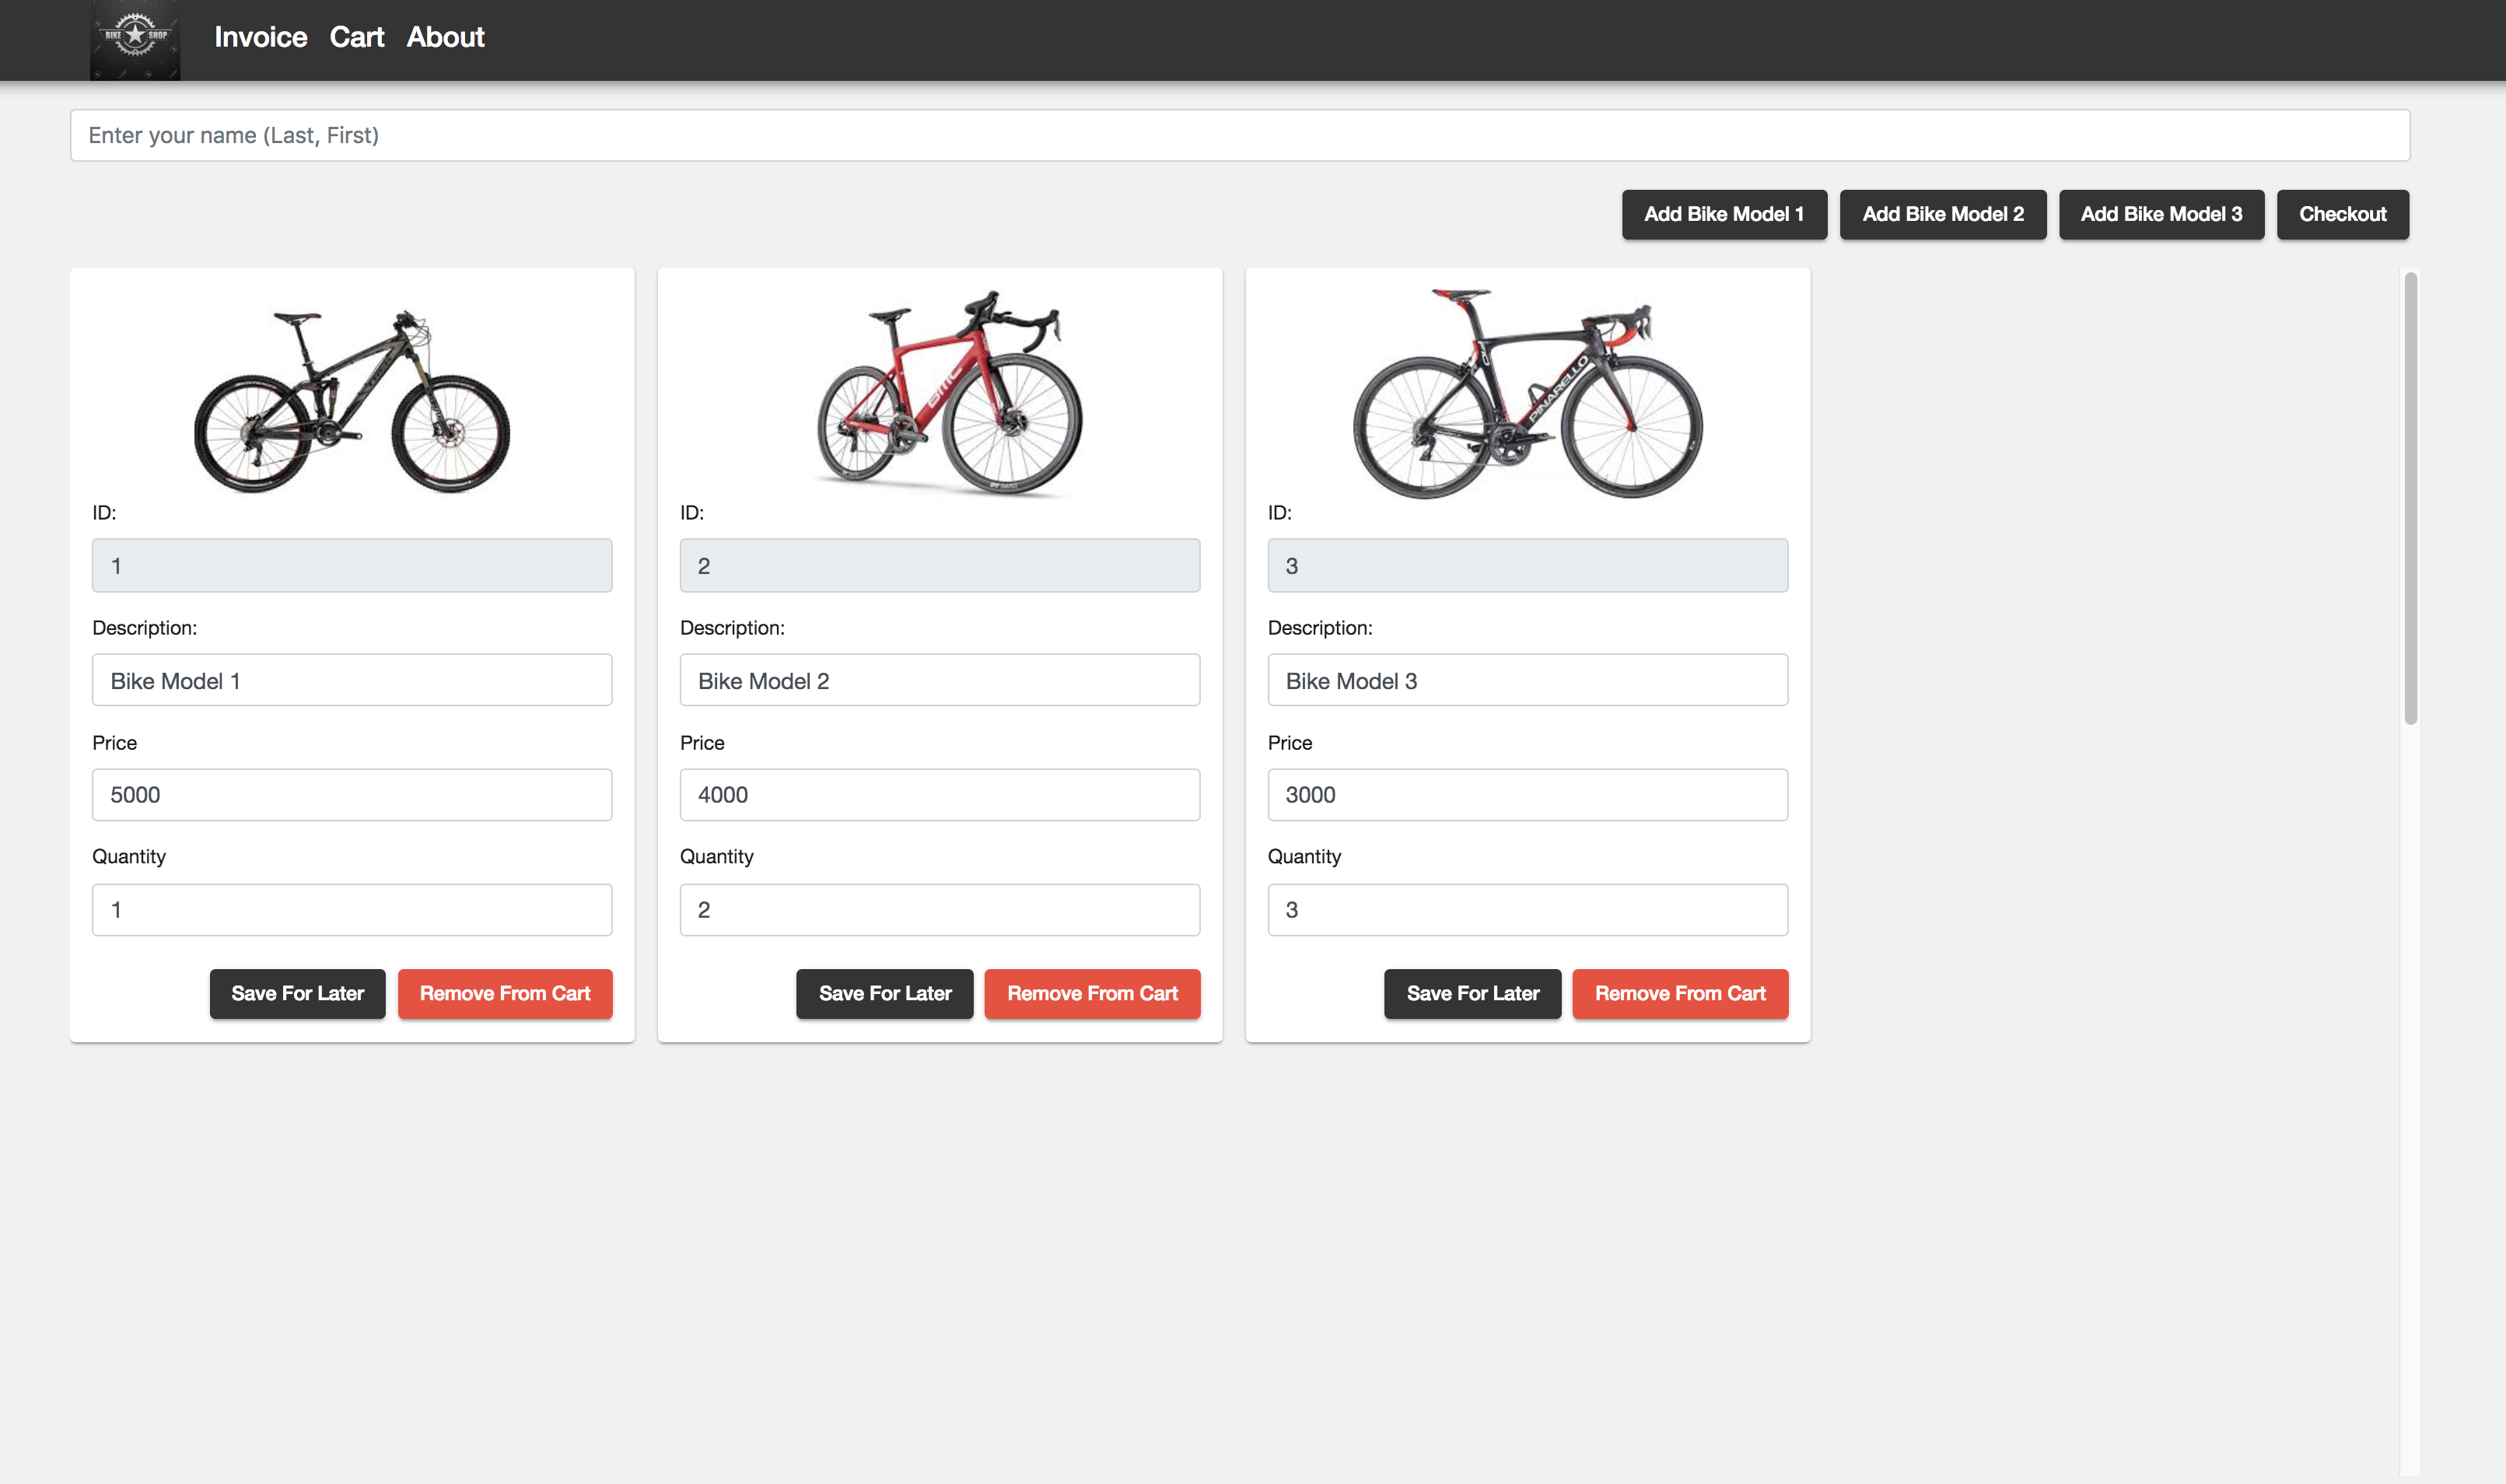 BIKE SHOP
Invoice Cart About
Enter your name (Last, First)
Add Bike Model 1 Add Bike Model 2 Add Bike Model 3 Checkout
BMC
PINARELLO
ID: ID: ID:
1 2 3
Description: Description: Description:
Bike Model 1 Bike Model 2 Bike Model 3
Price Price Price
5000 4000 3000
Quantity Quantity Quantity
1 2 3
Save For Later Remove From Cart Save For Later Remove From Cart Save For Later Remove From Cart